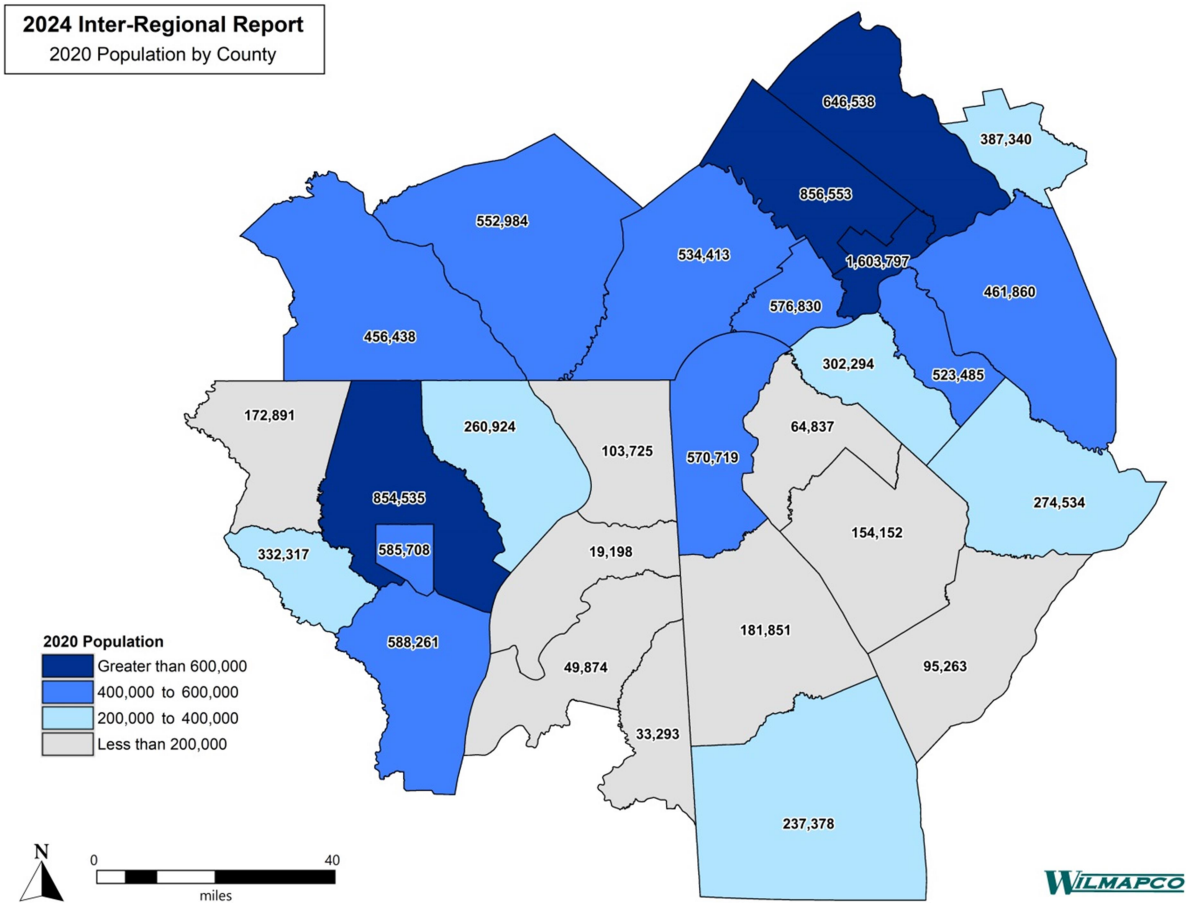 2024 Inter-Regional Report
2020 Population by County
646,538
387,340
856,553
552,984
534,413
1,603,797
461,860
576,830
456,438
302,294
523,485
172,891
260,924
64,837
103,725
570,719
854,535
274,534
154,152
332,317
585,708
19,198
181,851
588,261
49,874
95,263
33,293
237,378
2020 Population
Greater than 600,000
400,000 to 600,000
200,000 to 400,000
Less than 200,000
N
0 40
miles
WILMAPCO